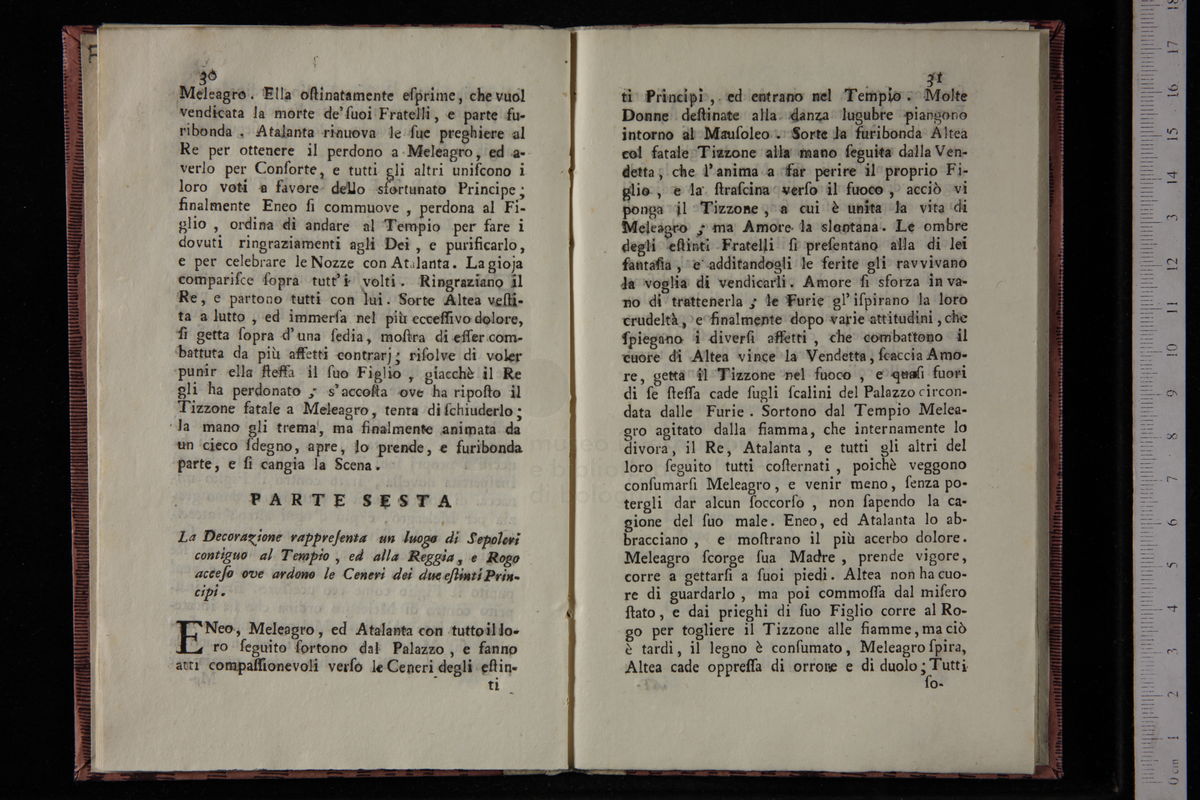 30
Meleagro. Ella oſtinatamente eſprime, che vuol
vendicata la morte de' ſuoi Fratelli, e parte fu-
ribonda. Atalanta rinuova le ſue preghiere al
Re per ottenere il perdono a Meleagro, ed a-
verlo per Conſorte, e tutti gli altri uniſcono i
loro voti a favore dello sfortunato Principe;
finalmente Eneo ſi commuove, perdona al Fi-
glio, ordina di andare al Tempio per fare i
dovuti ringraziamenti agli Dei, e purificarlo,
e per celebrare le Nozze con Atalanta. La gioja
compariſce ſopra tutt' i volti. Ringraziano il
Re, e partono tutti con lui. Sorte Altea veſti-
ta a lutto, ed immerſa nel più ecceſſivo dolore,
ſi getta ſopra d' una ſedia, moſtra di eſſer com-
battuta da più affetti contrarj; riſolve di voler
punir ella ſteſſa il ſuo Figlio, giacchè il Re
gli ha perdonato; s' accoſta ove ha ripoſto il
Tizzone fatale a Meleagro, tenta di ſchiuderlo;
la mano gli trema, ma finalmente animata da
un cieco ſdegno, apre, lo prende, e furibonda
parte, e ſi cangia la Scena.
PARTE SESTA
La Decorazione rappreſenta un luogo di Sepolcri
contiguo al Tempio, ed alla Reggia, e Rogo
acceſo ove ardono le Ceneri dei due eſtinti Prin-
cipi.
ENeo, Meleagro, ed Atalanta con tutto il lo-
ro ſeguito ſortono dal Palazzo, e fanno
atti compaſſionevoli verſo le Ceneri degli eſtin-
ti
31
ti Principi, ed entrano nel Tempio. Molte
Donne deſtinate alla danza lugubre piangono
intorno al Mauſoleo. Sorte la furibonda Altea
col fatale Tizzone alla mano ſeguita dalla Ven-
detta, che l' anima a far perire il proprio Fi-
glio, e la ſtraſcina verſo il fuoco, acciò vi
ponga il Tizzone, a cui è unita la vita di
Meleagro; ma Amore la slontana. Le ombre
degli eſtinti Fratelli ſi preſentano alla di lei
fantaſia, e additandogli le ferite gli ravvivano
la voglia di vendicarli. Amore ſi sforza in va-
no di trattenerla; le Furie gl' iſpirano la loro
crudeltà, e finalmente dopo varie attitudini, che
ſpiegano i diverſi affetti, che combattono il
cuore di Altea vince la Vendetta, ſcaccia Amo-
re, getta il Tizzone nel fuoco, e quaſi fuori
di ſe ſteſſa cade ſugli ſcalini del Palazzo circon-
data dalle Furie. Sortono dal Tempio Melea-
gro agitato dalla fiamma, che internamente lo
divora, il Re, Atalanta, e tutti gli altri del
loro ſeguito tutti coſternati, poichè veggono
conſumarſi Meleagro, e venir meno, ſenza po-
tergli dar alcun ſoccorſo, non ſapendo la ca-
gione del ſuo male. Eneo, ed Atalanta lo ab-
bracciano, e moſtrano il più acerbo dolore.
Meleagro ſcorge ſua Madre, prende vigore,
corre a gettarſi a ſuoi piedi. Altea non ha cuo-
re di guardarlo, ma poi commoſſa dal miſero
ſtato, e dai prieghi di ſuo Figlio corre al Ro-
go per togliere il Tizzone alle fiamme, ma ciò
è tardi, il legno è conſumato, Meleagro ſpira,
Altea cade oppreſſa di orrore e di duolo; Tutti
ſo-
0 cm 1 2 3 4 5 6 7 8 9 10 11 12 13 14 15 16 17 18